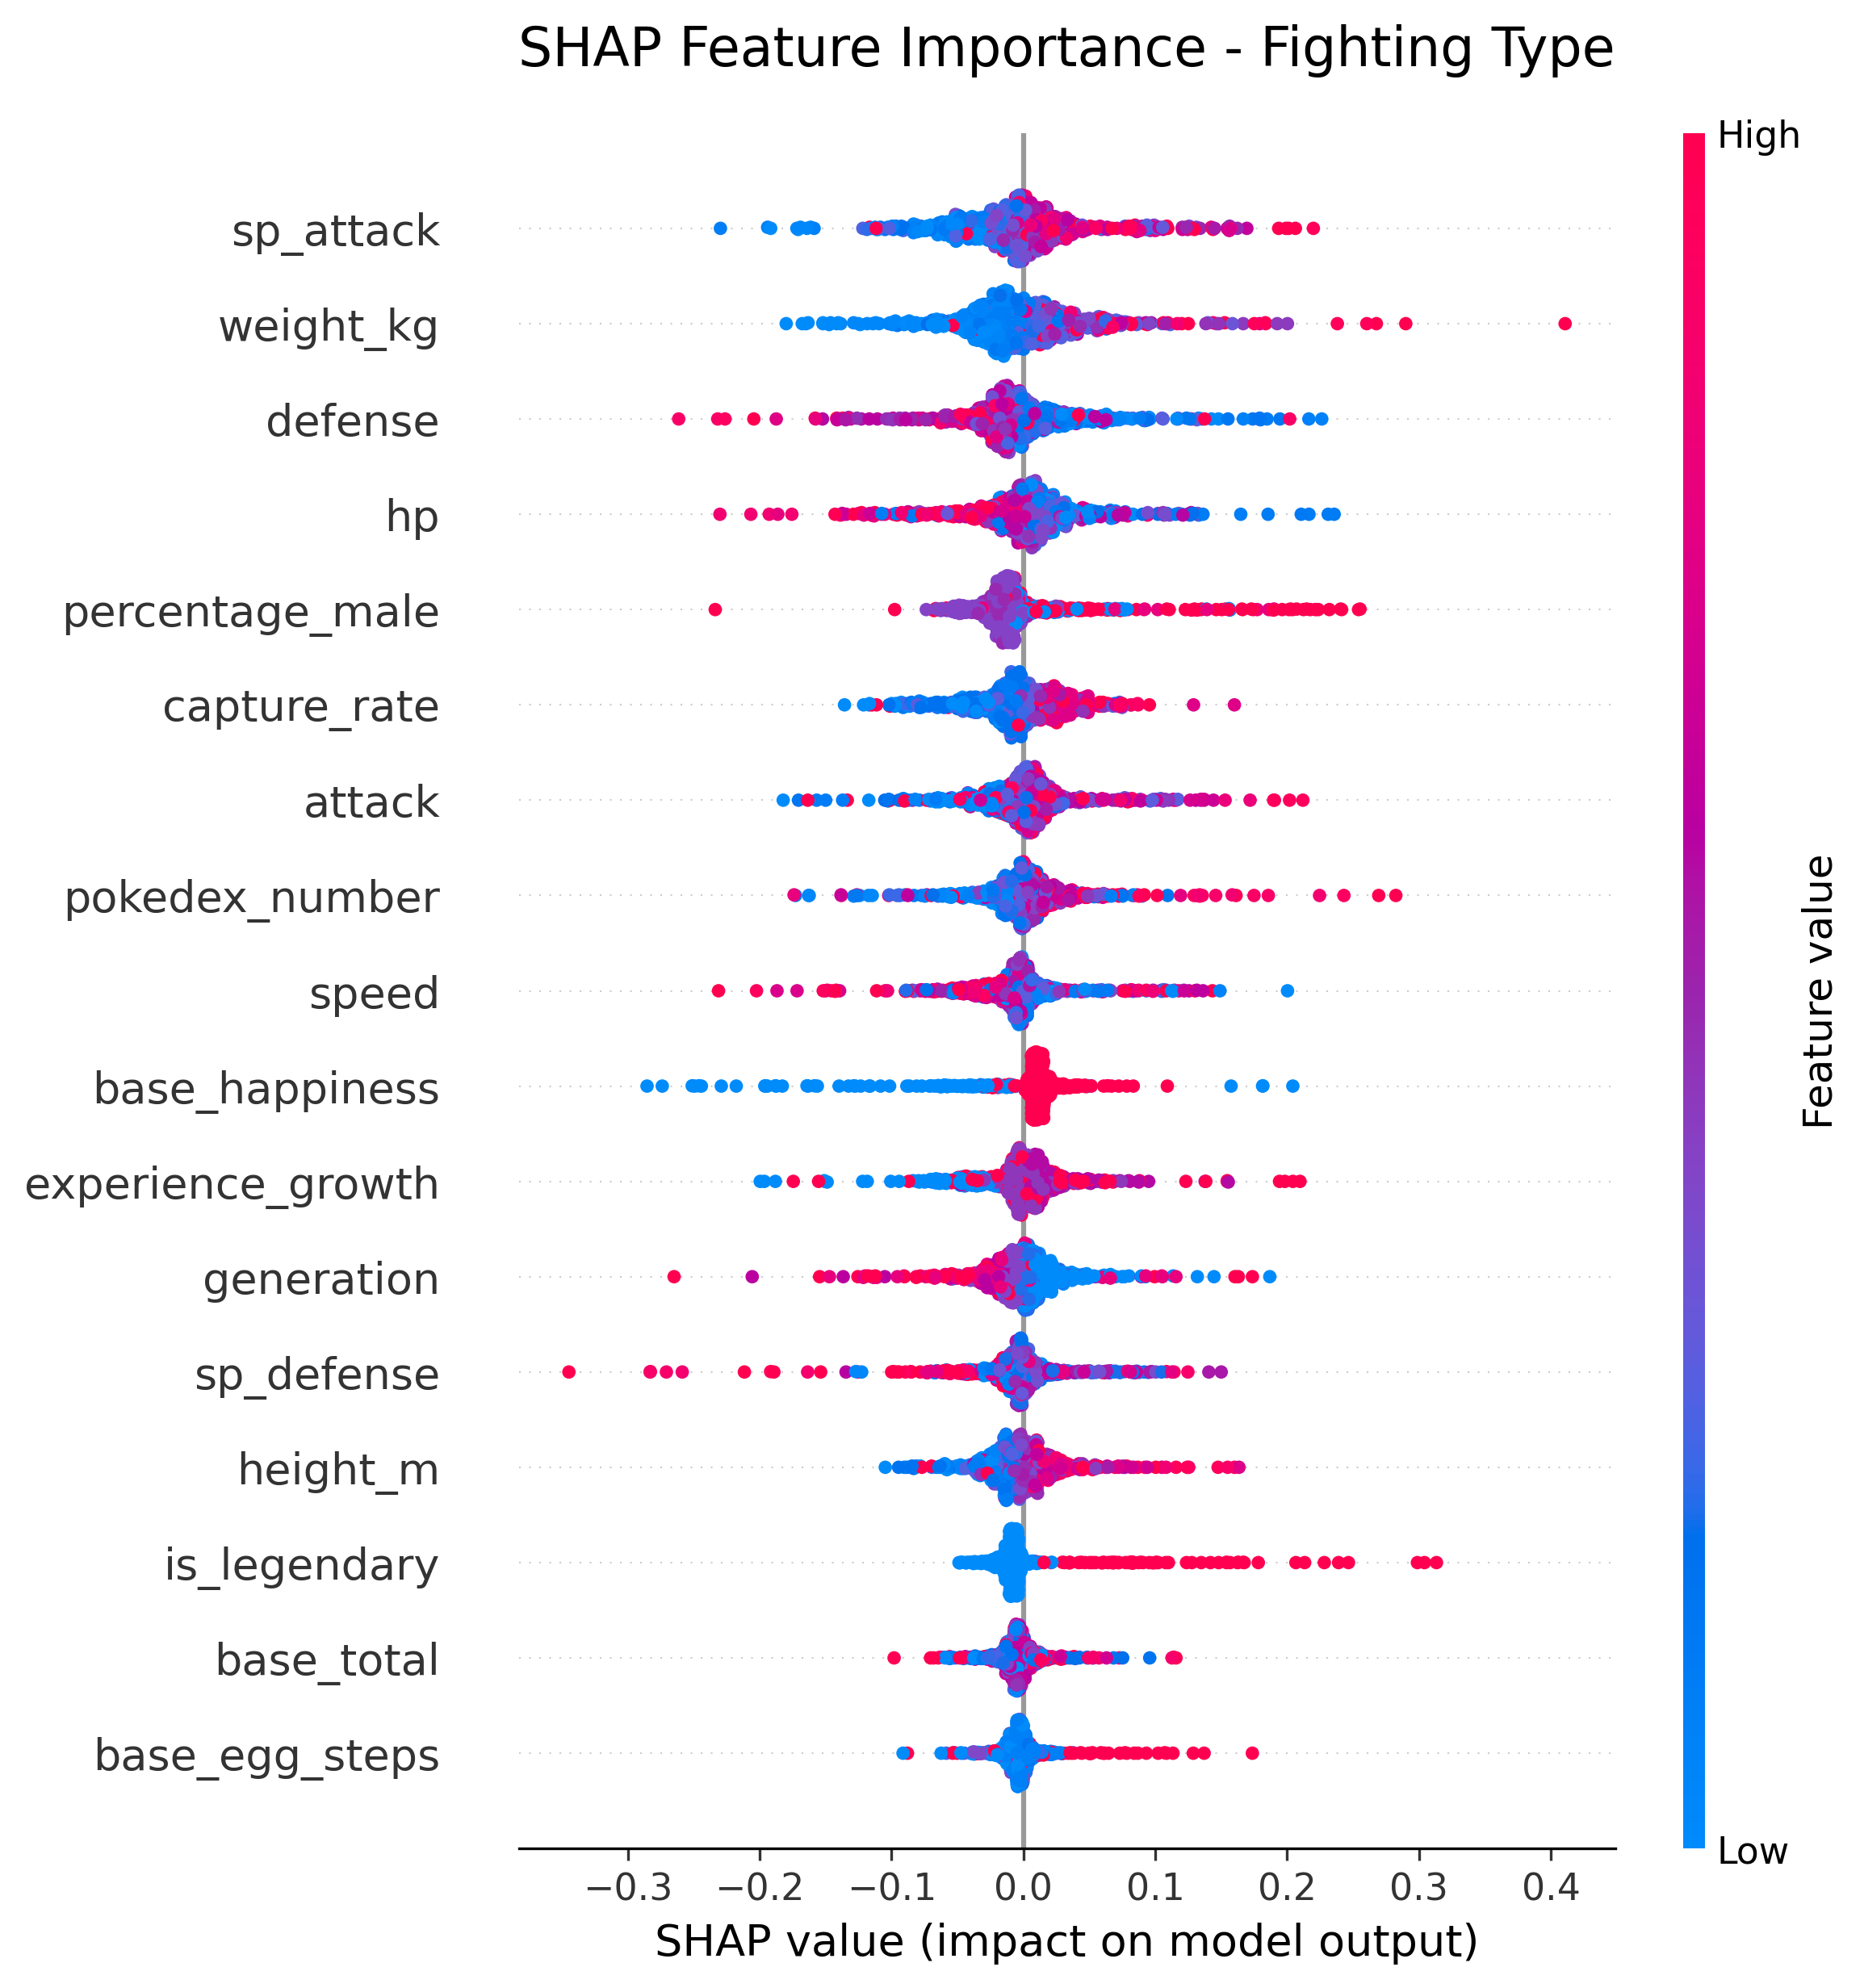 SHAP Feature Importance - Fighting Type
High
sp_attack
weight_kg
defense
hp
percentage_male
capture_rate
attack
pokedex_number
speed
base_happiness
experience_growth
generation
sp_defense
height_m
is_legendary
base_total
base_egg_steps
Feature value
Low
−0.3 −0.2 −0.1 0.0 0.1 0.2 0.3 0.4
SHAP value (impact on model output)